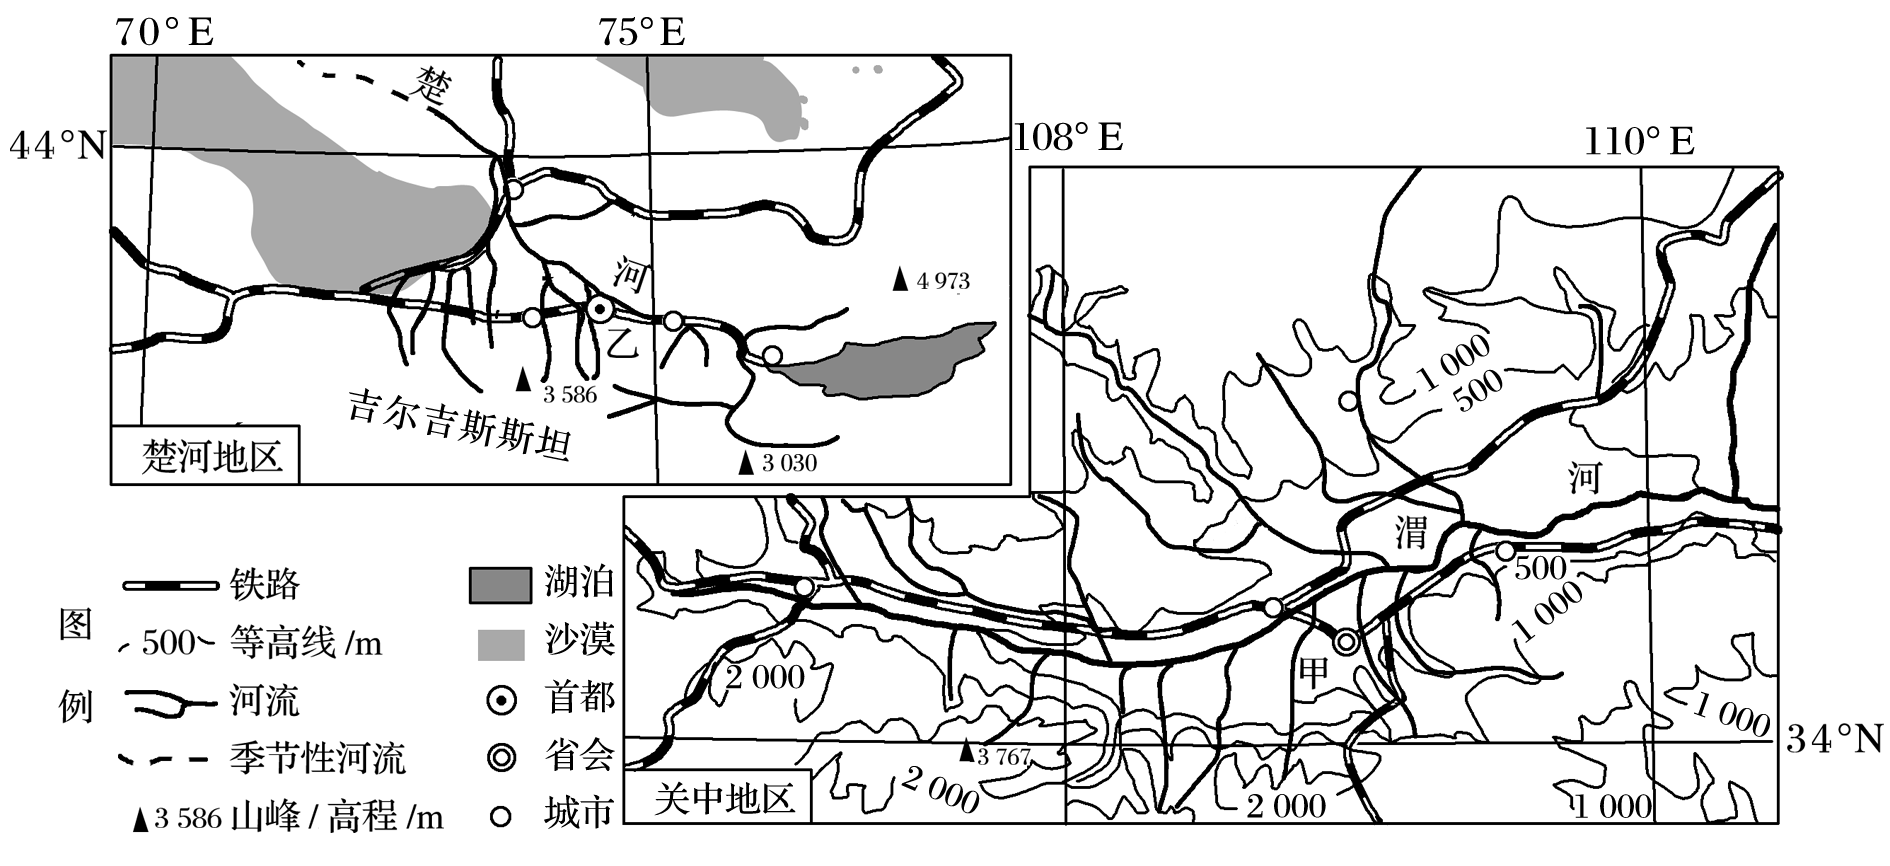 70°E
75°E
44°N
楚
河
乙
4 973
3 586
吉尔吉斯斯坦
3 030
楚河地区
108°E
110°E
1 000
500
河
渭
500
1 000
甲
2 000
1 000
34°N
3 767
2 000
2 000
1 000
关中地区
图例
铁路
500 等高线/m
河流
季节性河流
3 586 山峰/高程/m
湖泊
沙漠
首都
省会
城市